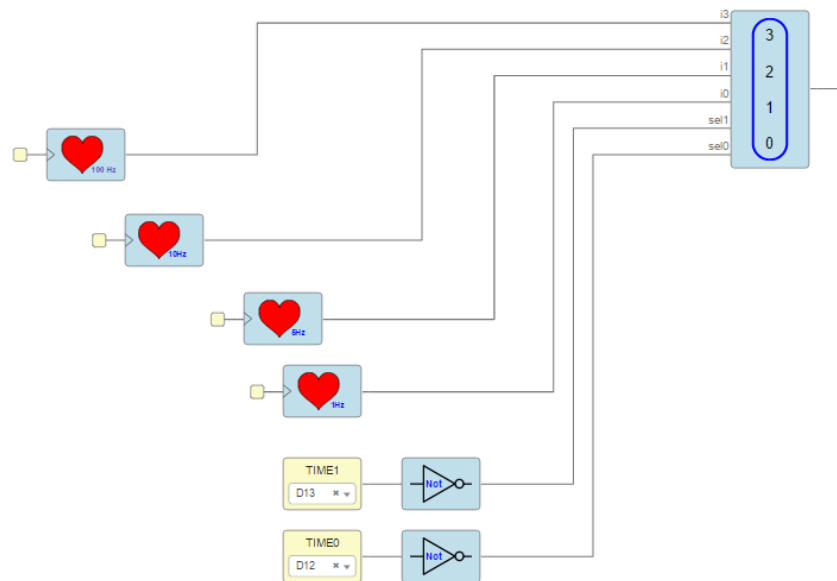 i3
i2
i1
i0
sel1
sel0
3
2
1
0
100 Hz
10Hz
5Hz
1Hz
TIME1
D13
Not
TIME0
D12
Not